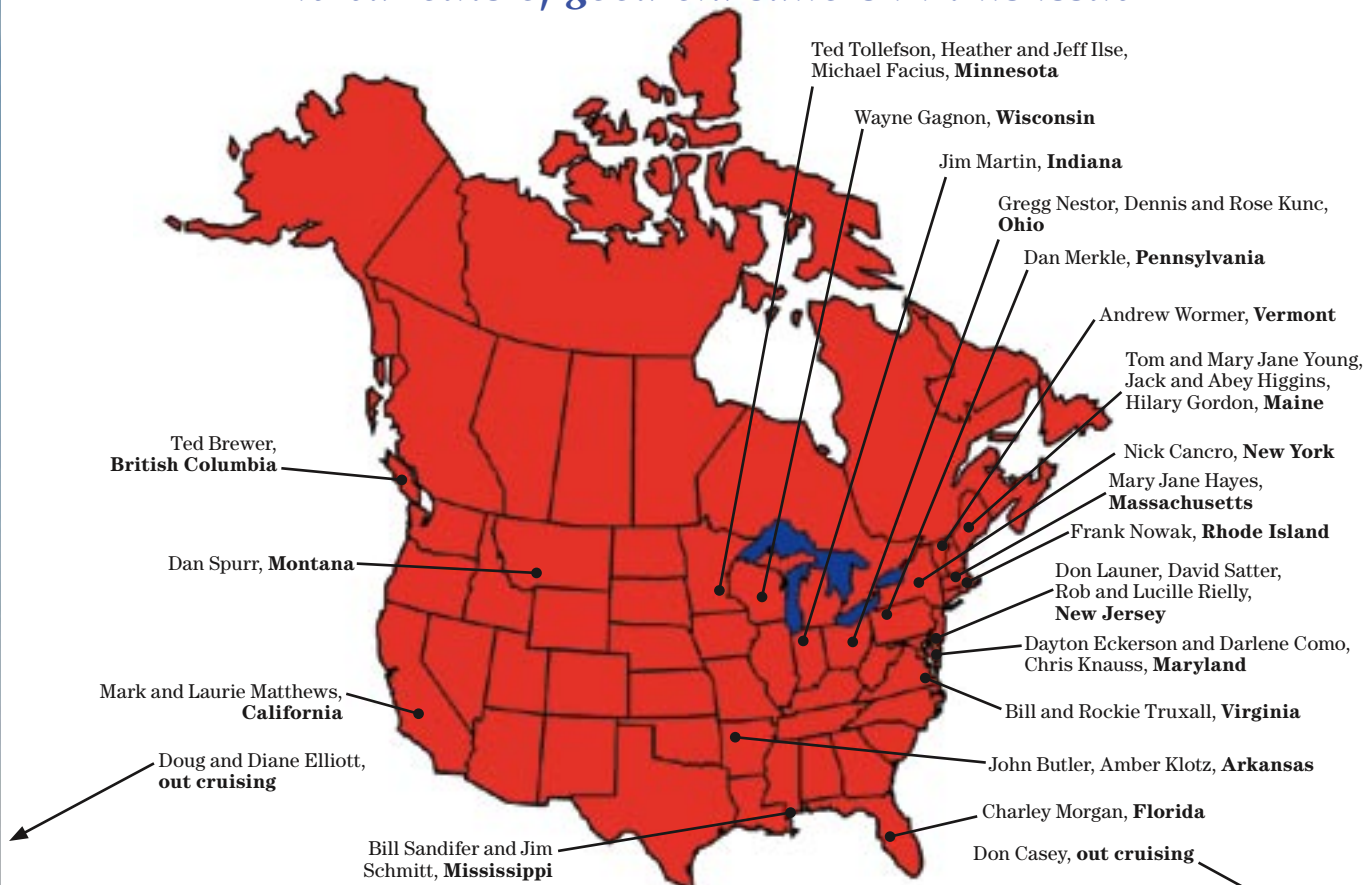 Ted Tollefson, Heather and Jeff Ilse,
Michael Facius, Minnesota
Wayne Gagnon, Wisconsin
Jim Martin, Indiana
Gregg Nestor, Dennis and Rose Kunc,
Ohio
Dan Merkle, Pennsylvania
Andrew Wormer, Vermont
Tom and Mary Jane Young,
Jack and Abey Higgins,
Hilary Gordon, Maine
Nick Cancro, New York
Mary Jane Hayes,
Massachusetts
Frank Nowak, Rhode Island
Don Launer, David Satter,
Rob and Lucille Rielly,
New Jersey
Dayton Eckerson and Darlene Como,
Chris Knauss, Maryland
Bill and Rockie Truxall, Virginia
John Butler, Amber Klotz, Arkansas
Charley Morgan, Florida
Don Casey, out cruising
Ted Brewer,
British Columbia
Dan Spurr, Montana
Mark and Laurie Matthews,
California
Doug and Diane Elliott,
out cruising
Bill Sandifer and Jim
Schmitt, Mississippi